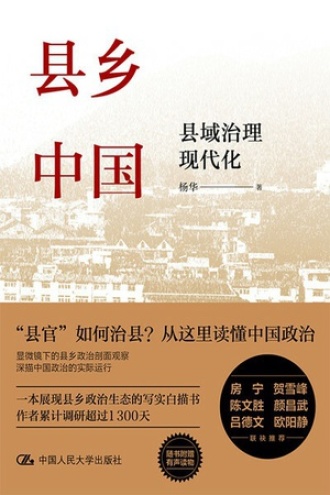 县乡
中国
县域治理
现代化
杨华 著
“县官”如何治县？从这里读懂中国政治
显微镜下的县乡政治剖面观察
深描中国政治的实际运行
一本展现县乡政治生态的写实白描书
作者累计调研超过1300天
房 宁 贺雪峰
陈文胜 颜昌武
吕德文 欧阳静
联袂推荐
随书附赠
有声读物
中国人民大学出版社